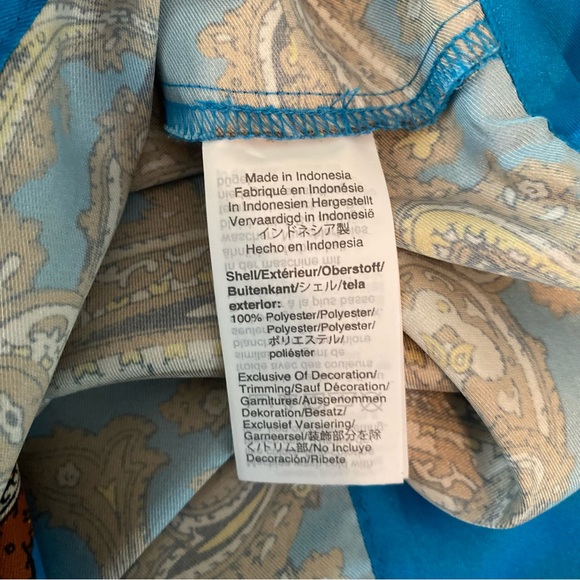 Made in Indonesia
Fabriqué en Indonésie
In Indonesien Hergestellt
Vervaardigd in Indonesië
インドネシア製
Hecho en Indonesia
Shell/Extérieur/Oberstoff/
Buitenkant/シェル/tela
exterior:
100% Polyester/Polyester/
Polyester/Polyester/
ポリエステル/
poliéster
Exclusive Of Decoration/
Trimming/Sauf Décoration/
Garnitures/Ausgenommen
Dekoration/Besatz/
Exclusief Versiering/
Garneersel/装飾部分を除
く/トリム部/No Incluye
Decoración/Ribete